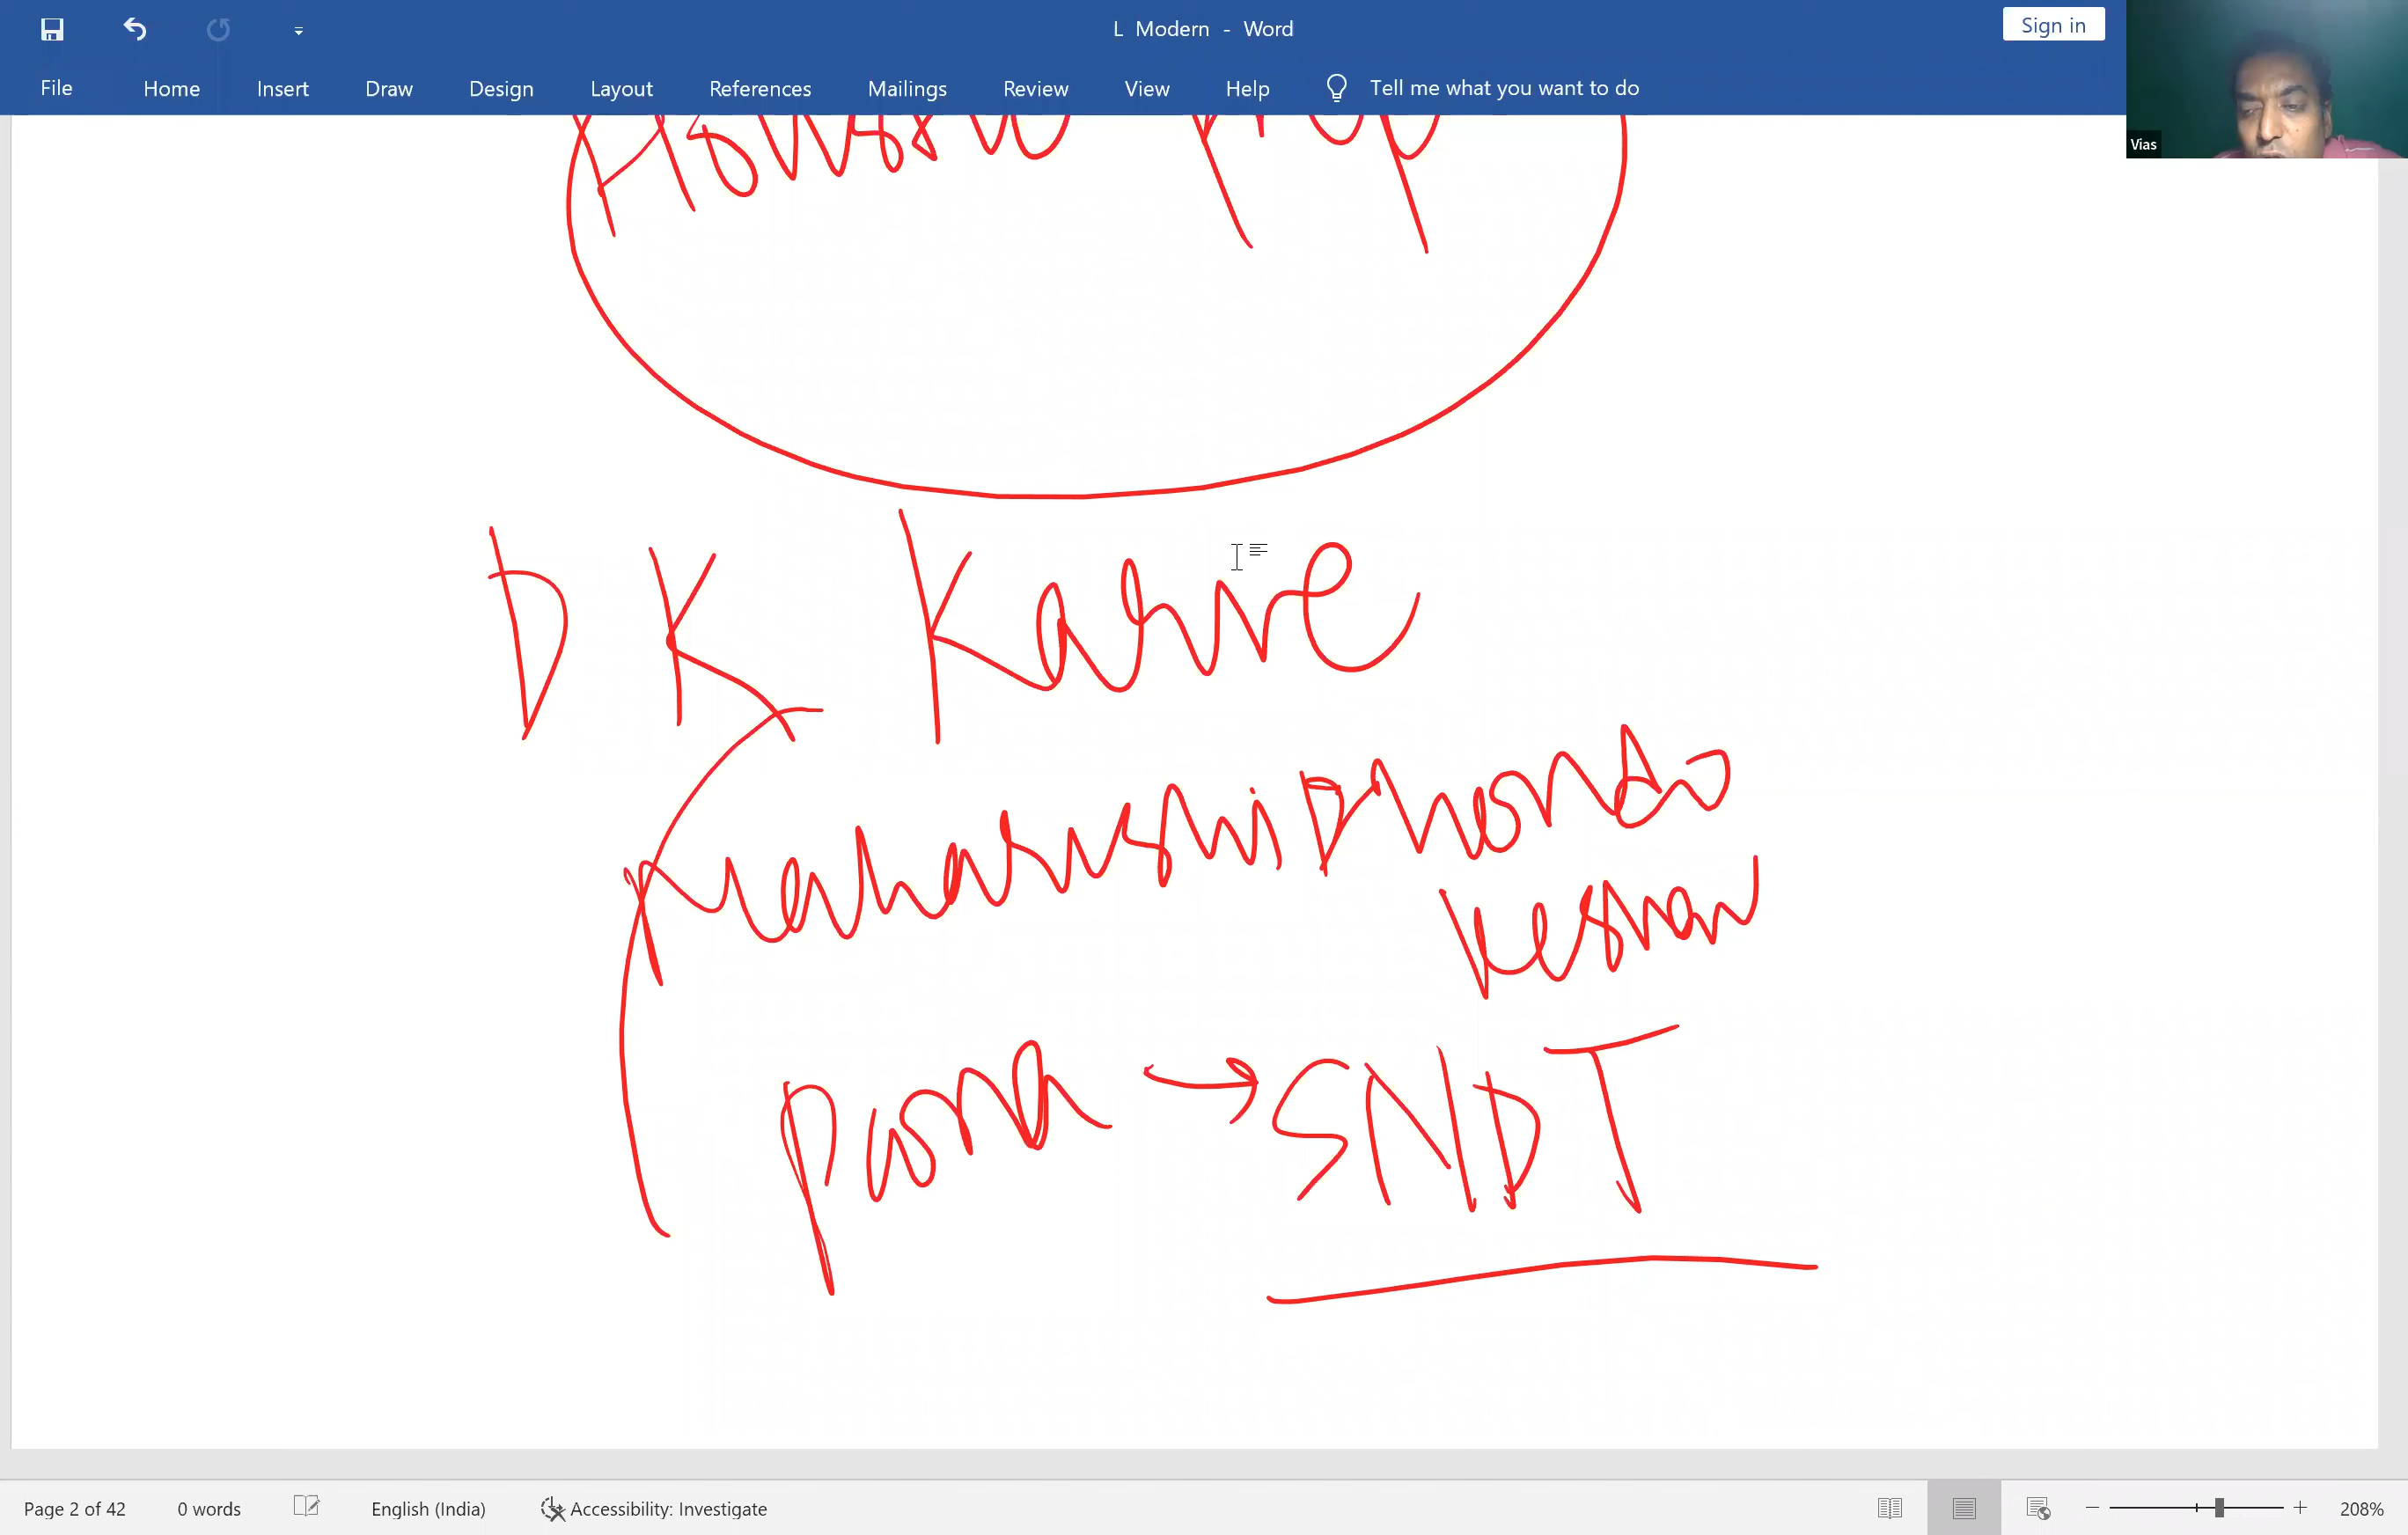 L Modern - Word
Sign in
File Home Insert Draw Design Layout References Mailings Review View Help Tell me what you want to do
Vias
D K Karve
Maharushi Dhondo
Keshav
Poona → SNDT
Page 2 of 42 0 words English (India) Accessibility: Investigate 208%